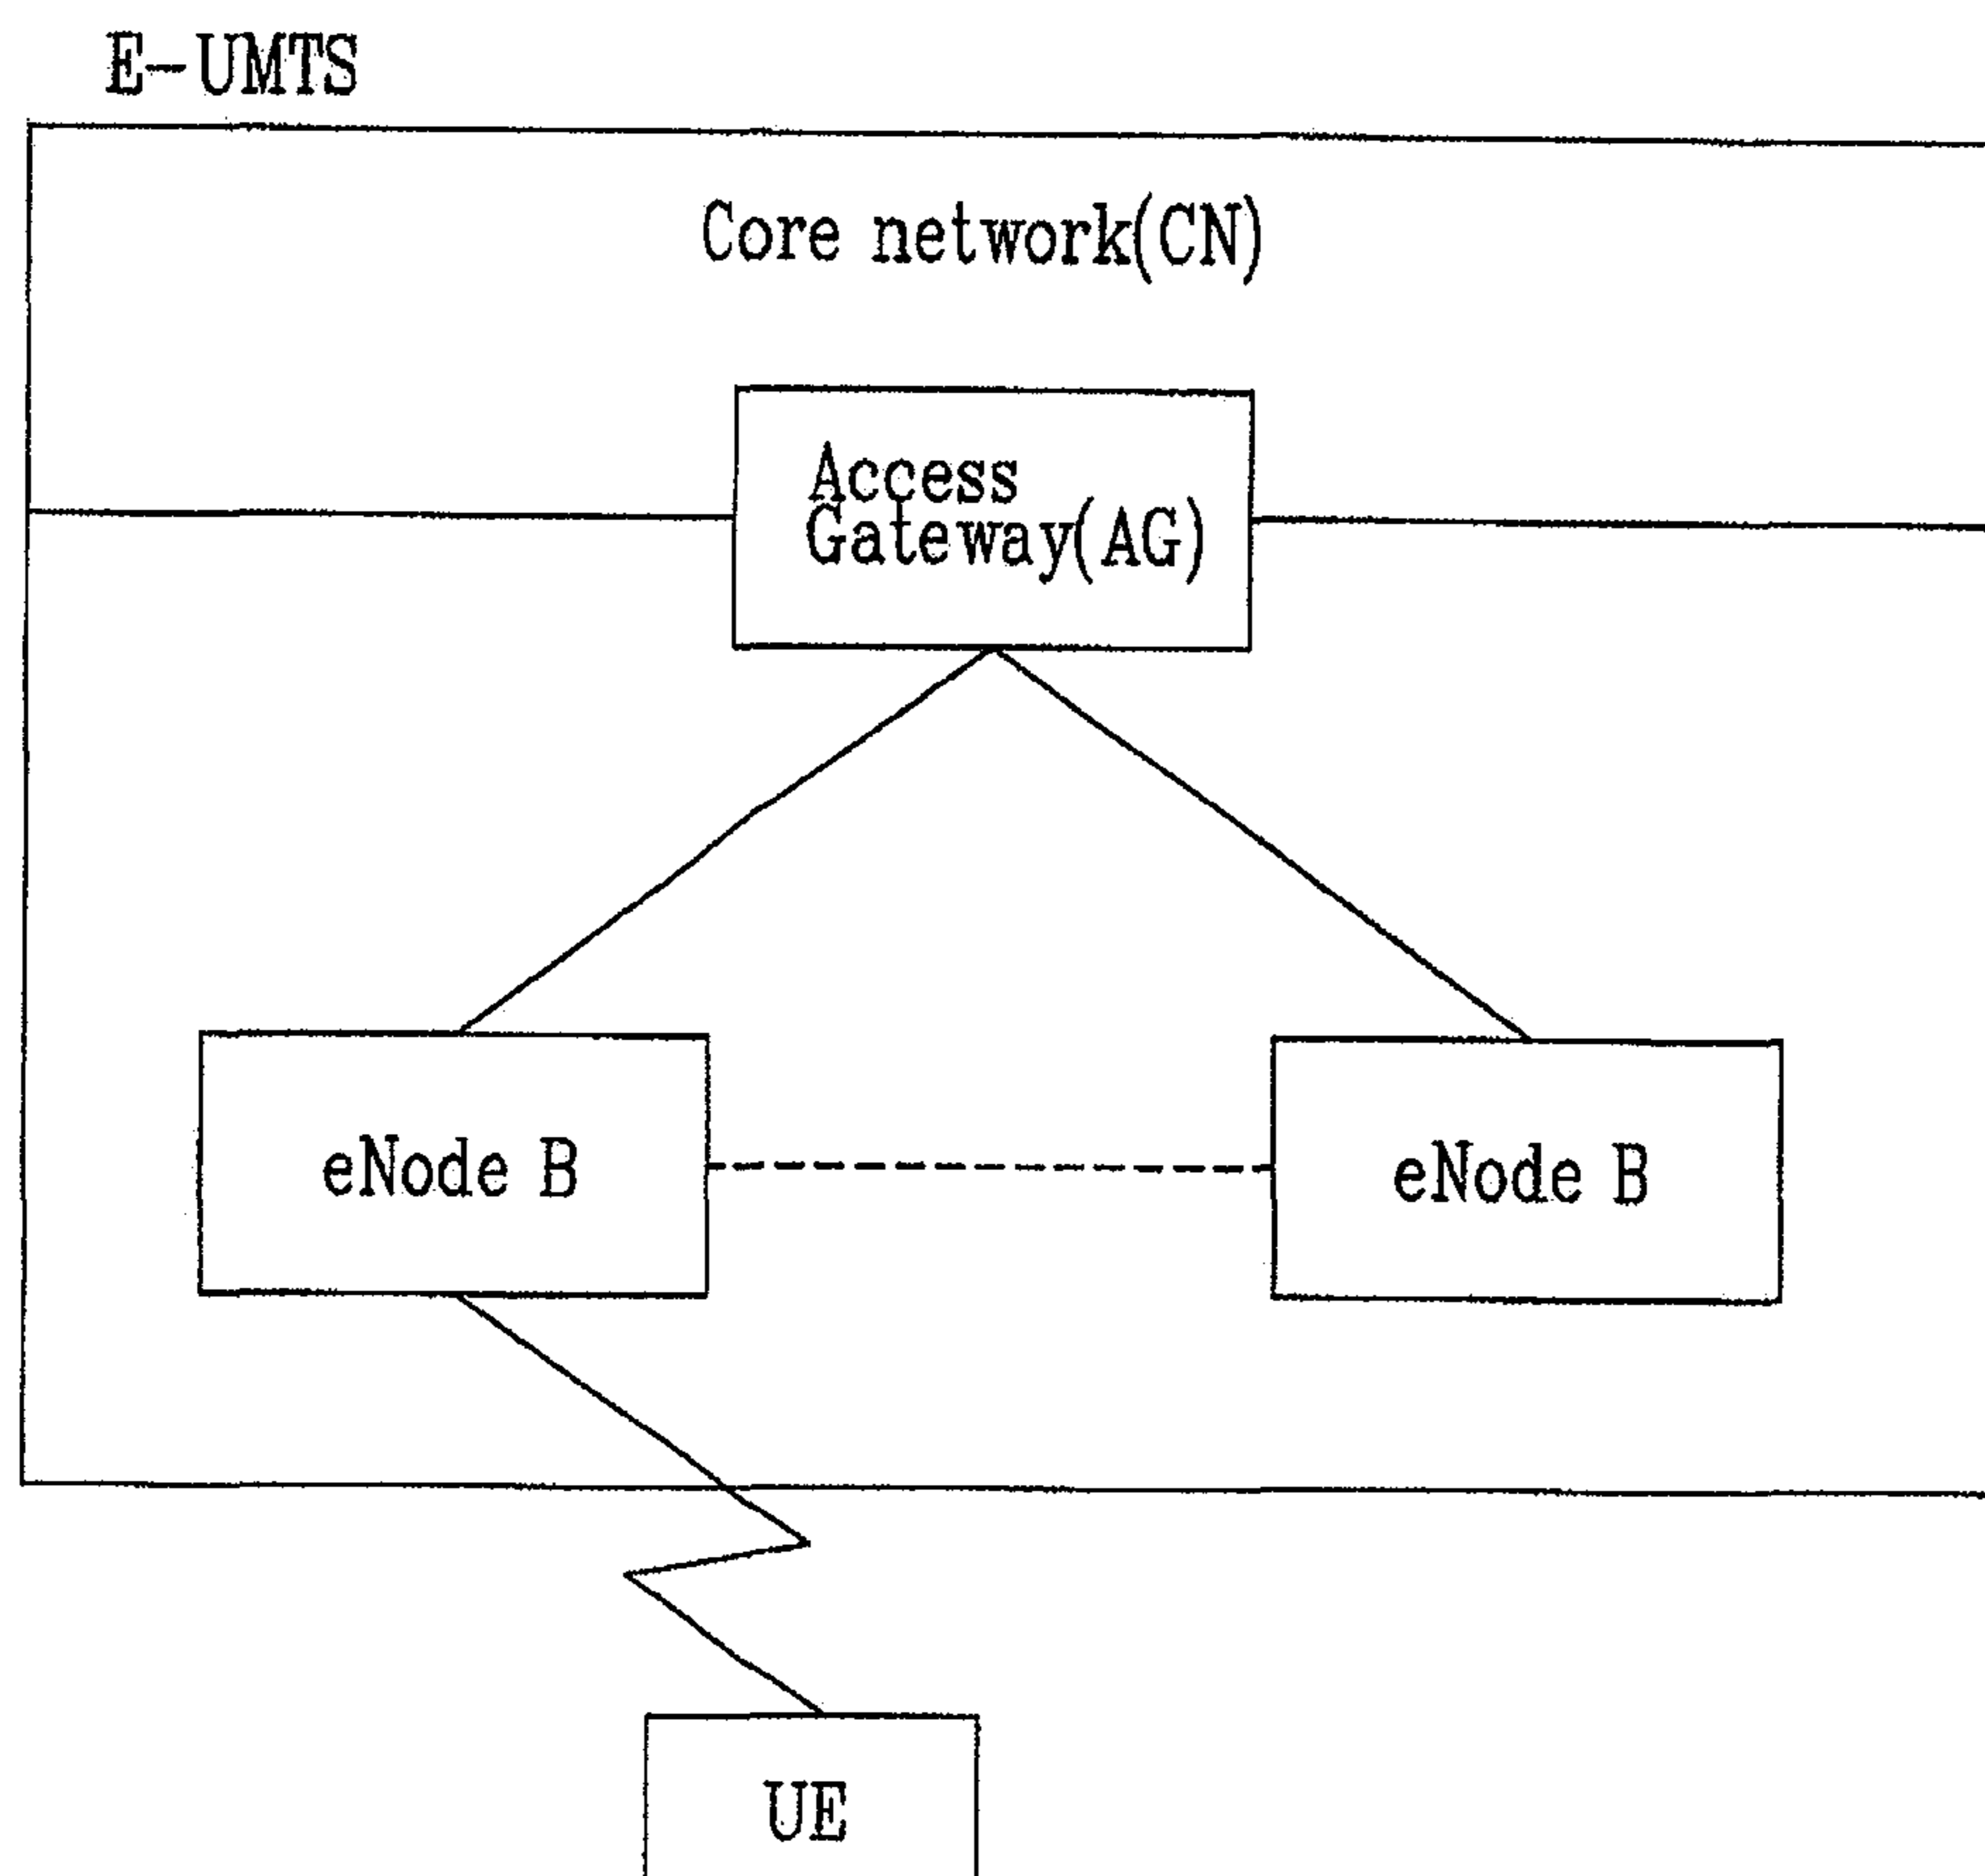 E-UMTS
Core network(CN)
Access
Gateway(AG)
eNode B
eNode B
UE